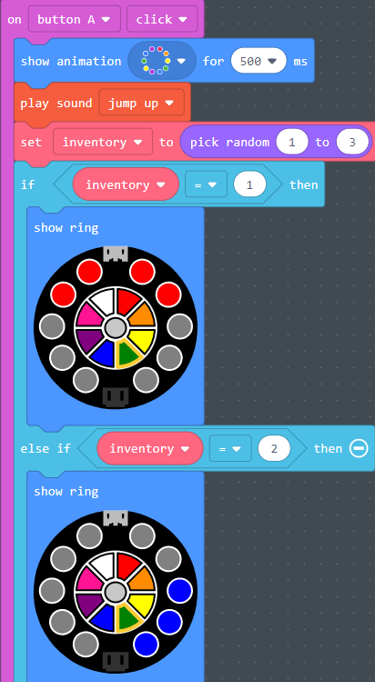 on button A click
show animation for 500 ms
play sound jump up
set inventory to pick random 1 to 3
if inventory = 1 then
show ring
else if inventory = 2 then
show ring